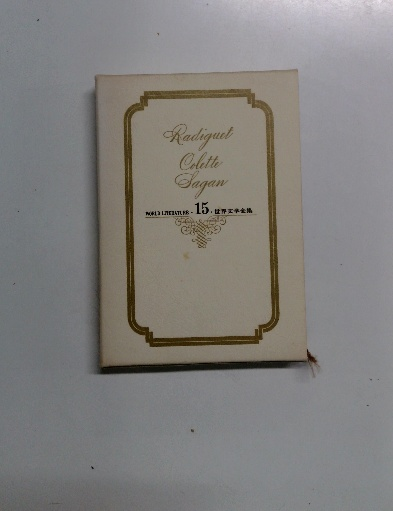 Radiguet
Colette
Sagan
WORLD LITERATURE · 15 · 世界文学全集